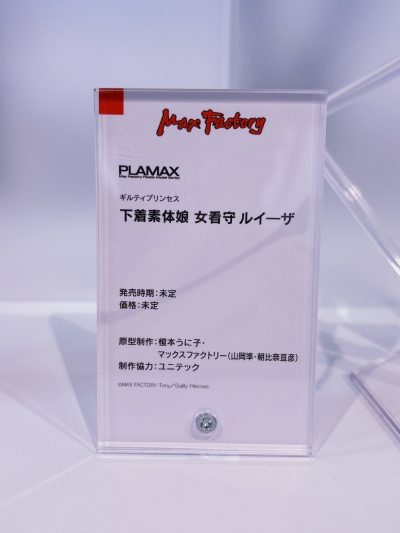 Max Factory
PLAMAX
Max Factory Plastic Model Series
ギルティプリンセス
下着素体娘 女看守 ルイーザ
発売時期：未定
価格：未定
原型制作：榎本うに子・
マックスファクトリー（山岡準・朝比奈亘彦）
制作協力：ユニテック
©MAX FACTORY・Tony／Guilty Princess